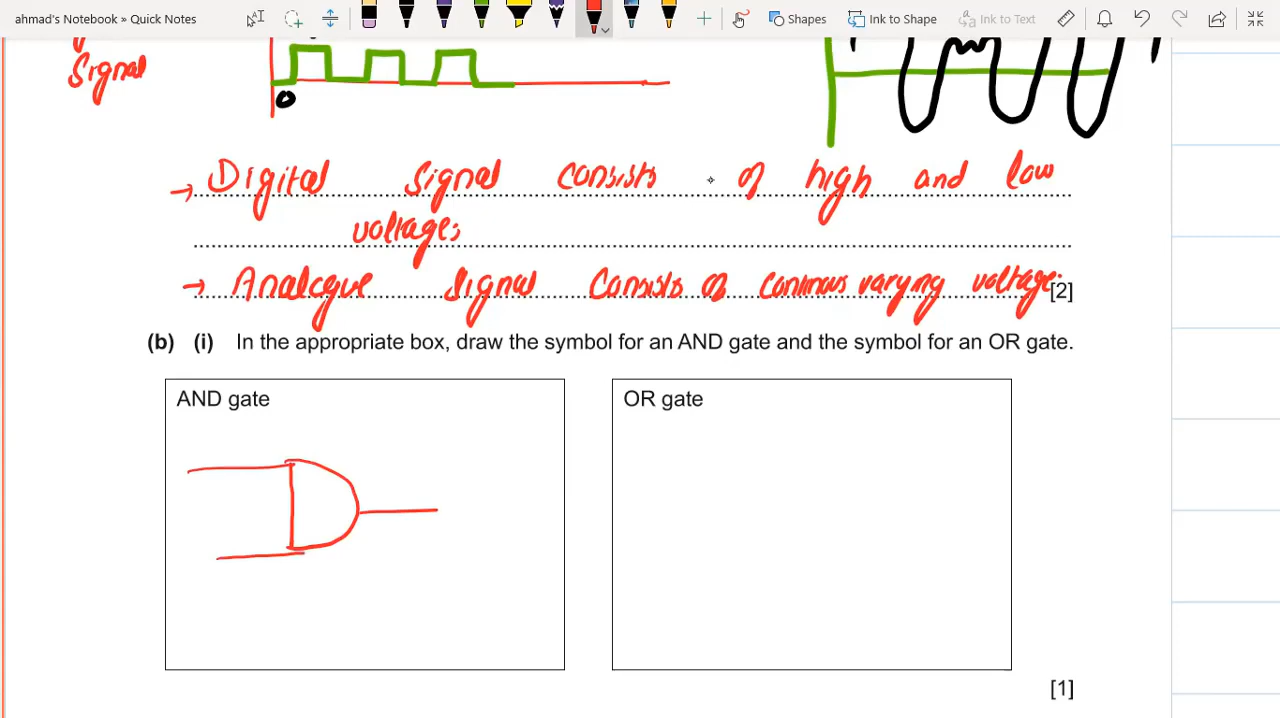 ahmad's Notebook » Quick Notes
Shapes
Ink to Shape
Ink to Text
Signal
0
→ Digital Signal consists of high and low
voltages
→ Analogue Signal Consists of continous varying voltage. [2]
(b) (i) In the appropriate box, draw the symbol for an AND gate and the symbol for an OR gate.
AND gate
OR gate
[1]